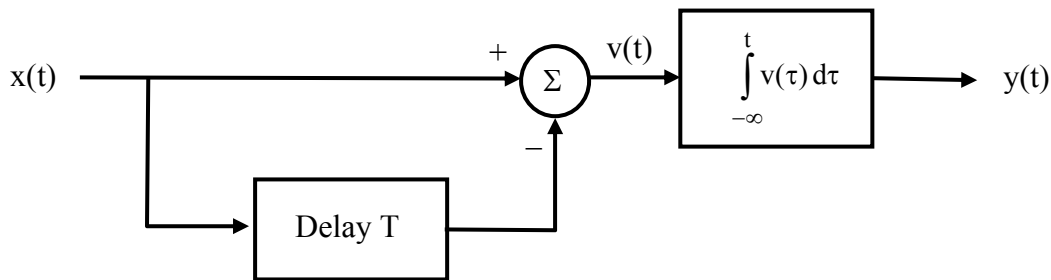 x(t)
+
Σ
−
v(t)
t
∫ v(τ) dτ
−∞
y(t)
Delay T